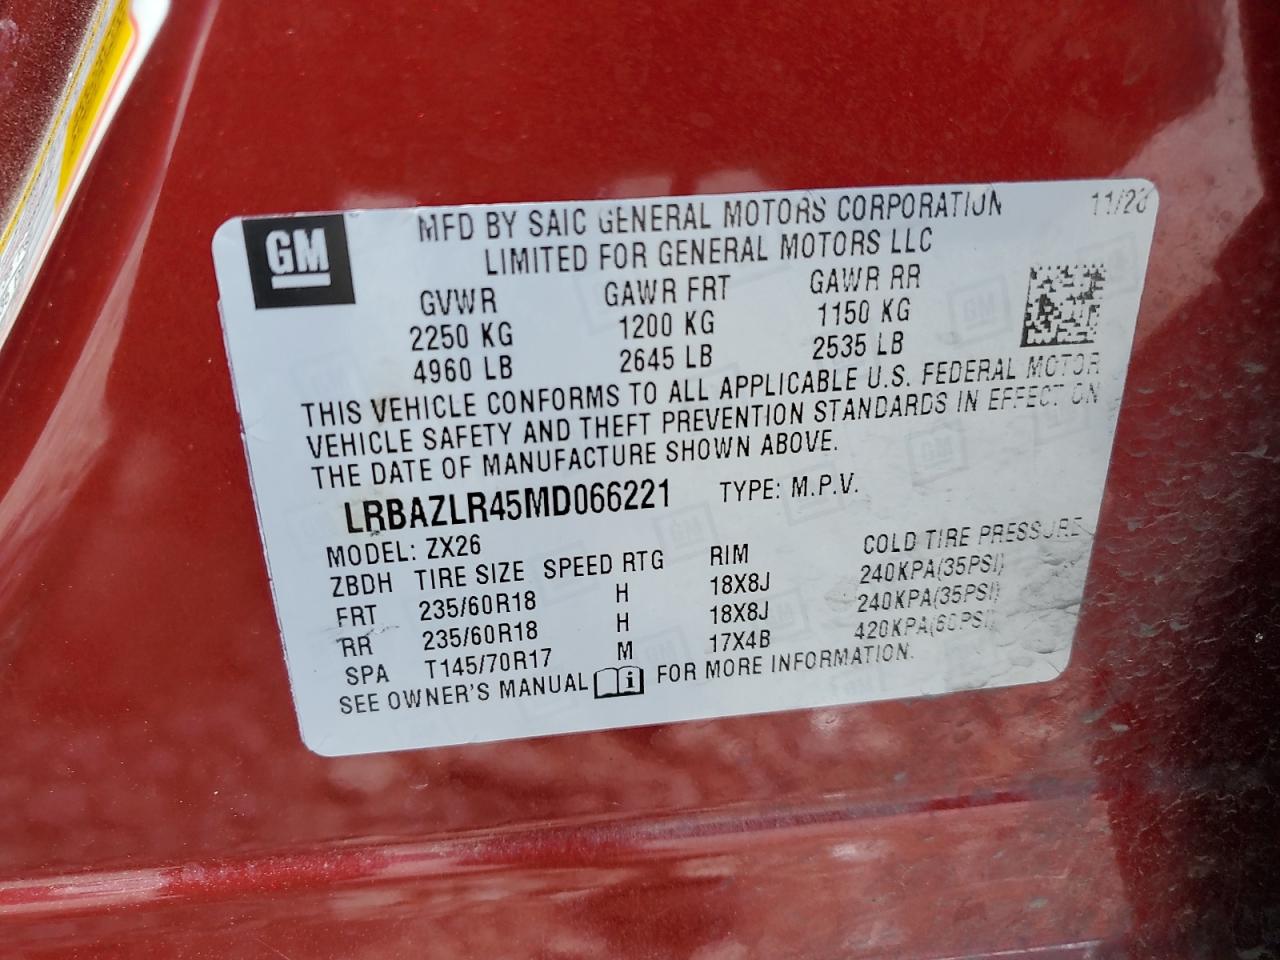 GM
MFD BY SAIC GENERAL MOTORS CORPORATION 11/20
LIMITED FOR GENERAL MOTORS LLC
GVWR GAWR FRT GAWR RR
2250 KG 1200 KG 1150 KG
4960 LB 2645 LB 2535 LB
THIS VEHICLE CONFORMS TO ALL APPLICABLE U.S. FEDERAL MOTOR
VEHICLE SAFETY AND THEFT PREVENTION STANDARDS IN EFFECT ON
THE DATE OF MANUFACTURE SHOWN ABOVE.
LRBAZLR45MD066221 TYPE: M.P.V.
MODEL: ZX26
ZBDH TIRE SIZE SPEED RTG RIM COLD TIRE PRESSURE
FRT 235/60R18 H 18X8J 240KPA(35PSI)
RR 235/60R18 H 18X8J 240KPA(35PSI)
SPA T145/70R17 M 17X4B 420KPA(60PSI)
SEE OWNER'S MANUAL FOR MORE INFORMATION.